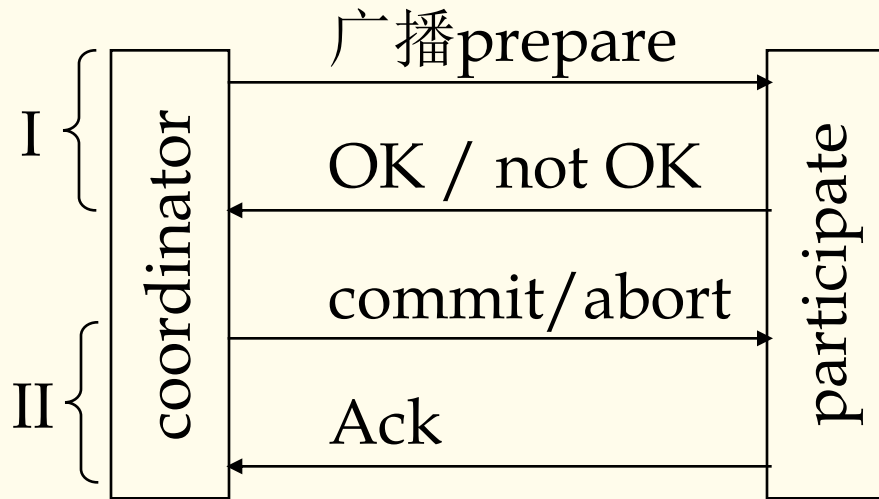 广播prepare
I
coordinator
OK / not OK
participate
commit/abort
II
Ack